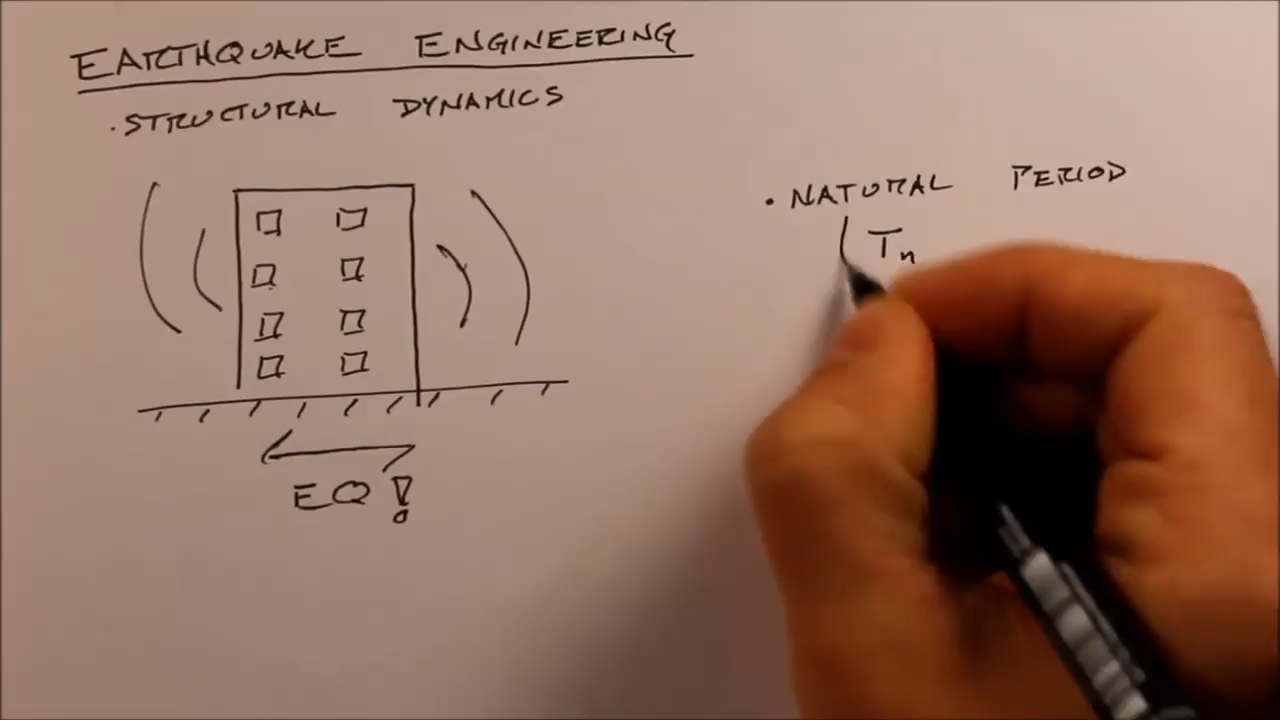 EARTHQUAKE ENGINEERING
· STRUCTURAL DYNAMICS
· NATURAL PERIOD
( Tn
EQ!